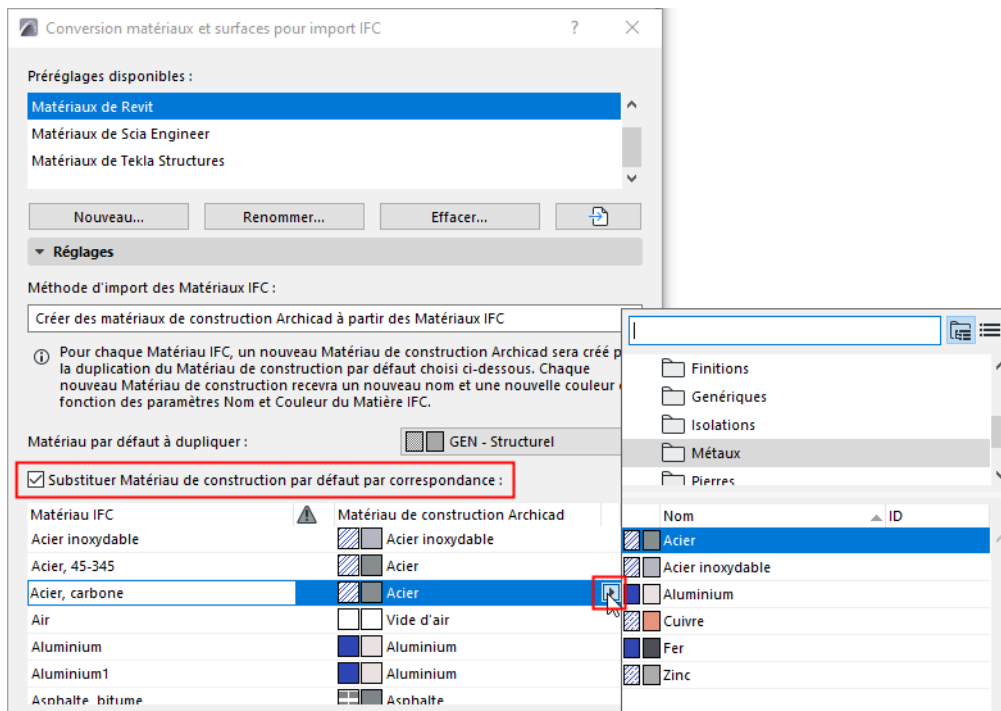 Conversion matériaux et surfaces pour import IFC
?
Préréglages disponibles :
Matériaux de Revit
Matériaux de Scia Engineer
Matériaux de Tekla Structures
Nouveau...
Renommer...
Effacer...
Réglages
Méthode d'import des Matériaux IFC :
Créer des matériaux de construction Archicad à partir des Matériaux IFC
Pour chaque Matériau IFC, un nouveau Matériau de construction Archicad sera créé p
la duplication du Matériau de construction par défaut choisi ci-dessous. Chaque
nouveau Matériau de construction recevra un nouveau nom et une nouvelle couleur
fonction des paramètres Nom et Couleur du Matière IFC.
Matériau par défaut à dupliquer :
GEN - Structurel
Substituer Matériau de construction par défaut par correspondance :
Matériau IFC
Matériau de construction Archicad
Acier inoxydable
Acier inoxydable
Acier, 45-345
Acier
Acier, carbone
Acier
Air
Vide d'air
Aluminium
Aluminium
Aluminium1
Aluminium
Asphalte, bitume
Asphalte
Finitions
Genériques
Isolations
Métaux
Pierres
Nom
ID
Acier
Acier inoxydable
Aluminium
Cuivre
Fer
Zinc